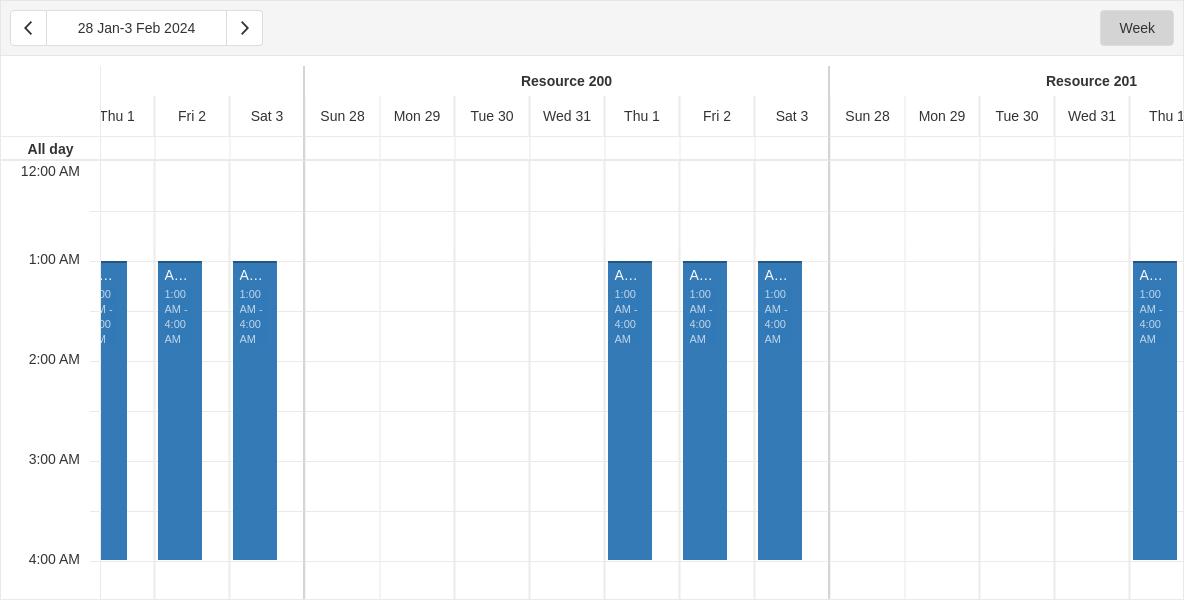 28 Jan-3 Feb 2024
Week
Resource 200
Resource 201
Thu 1
Fri 2
Sat 3
Sun 28
Mon 29
Tue 30
Wed 31
Thu 1
Fri 2
Sat 3
Sun 28
Mon 29
Tue 30
Wed 31
Thu 1
All day
12:00 AM
1:00 AM
2:00 AM
3:00 AM
4:00 AM
A...
1:00
AM -
4:00
AM
A...
1:00
AM -
4:00
AM
A...
1:00
AM -
4:00
AM
A...
1:00
AM -
4:00
AM
A...
1:00
AM -
4:00
AM
A...
1:00
AM -
4:00
AM